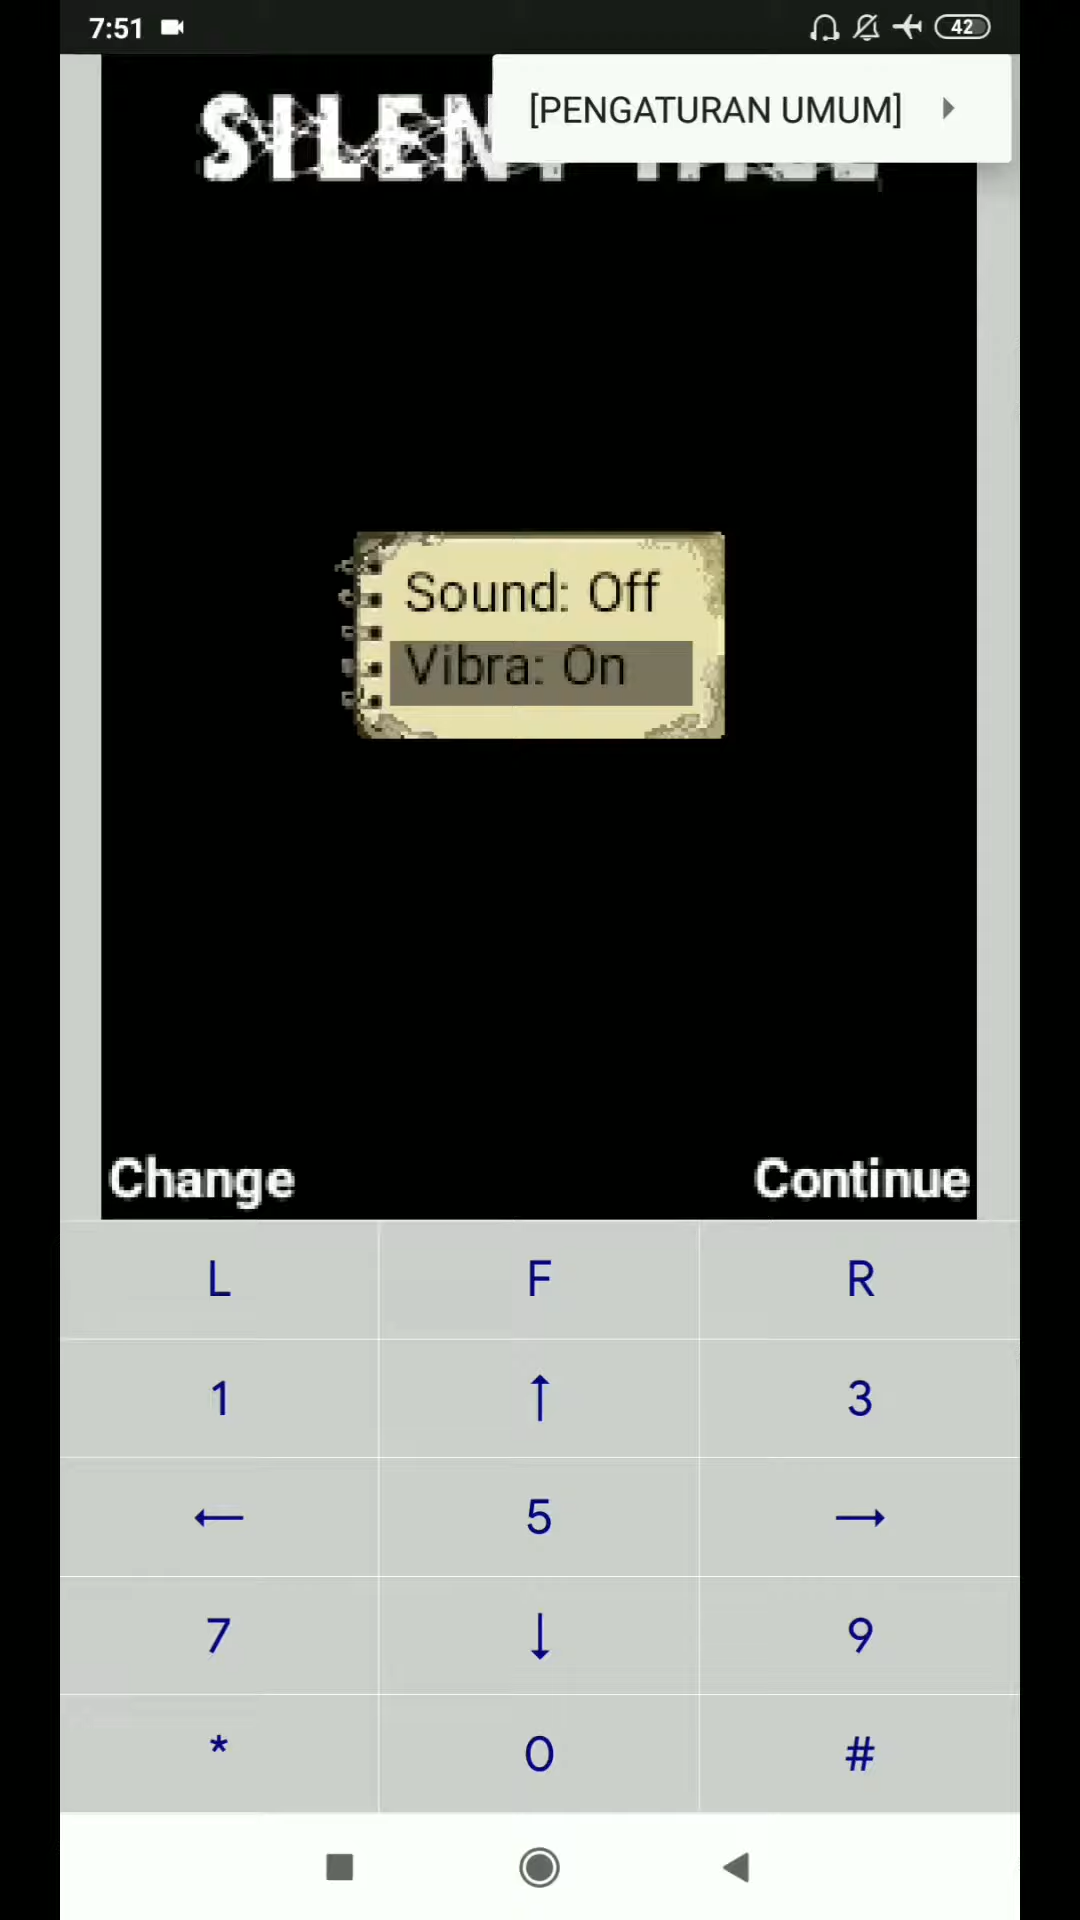 7:51
42
[PENGATURAN UMUM]
Sound: Off
Vibra: On
Change
Continue
L
F
R
1
↑
3
←
5
→
7
↓
9
*
0
#